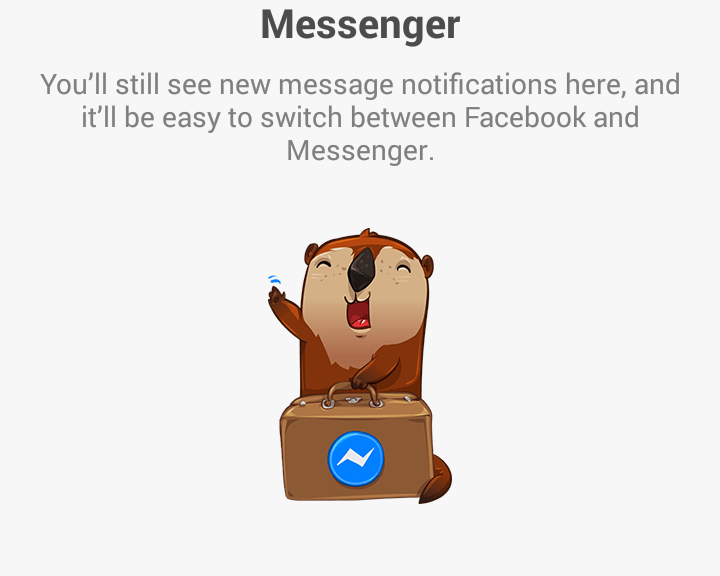 Messenger
You’ll still see new message notifications here, and
it’ll be easy to switch between Facebook and
Messenger.